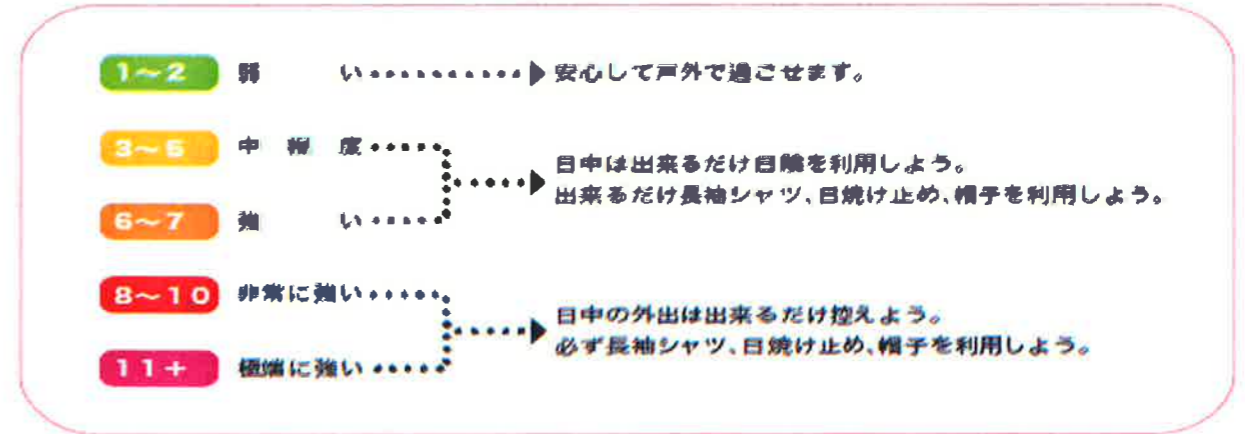 1～2 弱い 安心して戸外で過ごせます。
3～5 中程度
6～7 強い
日中は出来るだけ日陰を利用しよう。
出来るだけ長袖シャツ、日焼け止め、帽子を利用しよう。
8～10 非常に強い
11＋ 極端に強い
日中の外出は出来るだけ控えよう。
必ず長袖シャツ、日焼け止め、帽子を利用しよう。